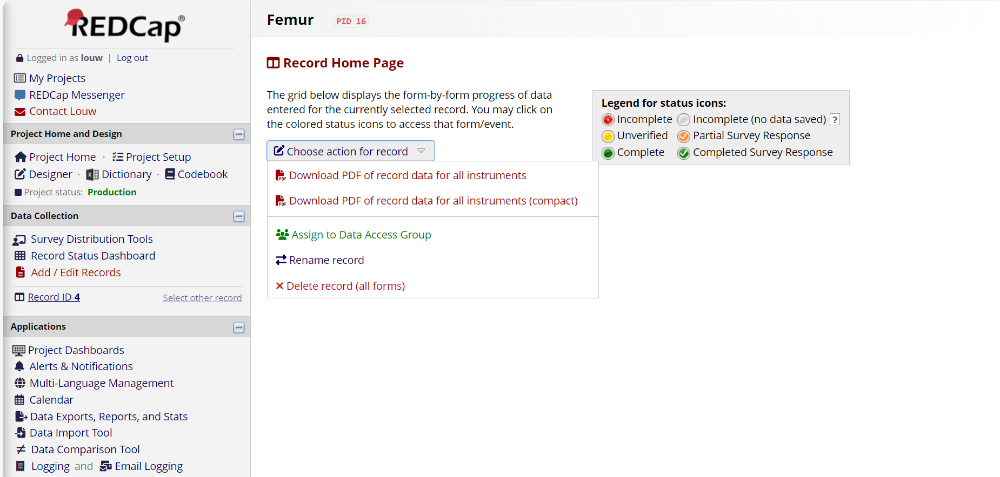 REDCap®
Logged in as louw | Log out
My Projects
REDCap Messenger
Contact Louw
Project Home and Design
Project Home · Project Setup
Designer · Dictionary · Codebook
Project status: Production
Data Collection
Survey Distribution Tools
Record Status Dashboard
Add / Edit Records
Record ID 4 Select other record
Applications
Project Dashboards
Alerts & Notifications
Multi-Language Management
Calendar
Data Exports, Reports, and Stats
Data Import Tool
Data Comparison Tool
Logging and Email Logging
Femur PID 16
Record Home Page
The grid below displays the form-by-form progress of data
entered for the currently selected record. You may click on
the colored status icons to access that form/event.
Choose action for record
Download PDF of record data for all instruments
Download PDF of record data for all instruments (compact)
Assign to Data Access Group
Rename record
Delete record (all forms)
Legend for status icons:
Incomplete Incomplete (no data saved) ?
Unverified Partial Survey Response
Complete Completed Survey Response